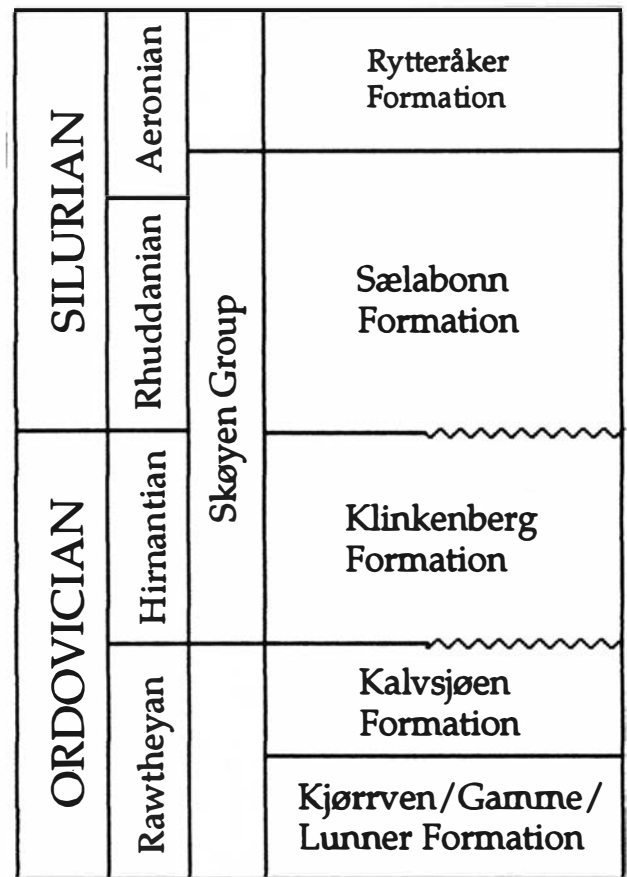 SILURIAN
ORDOVICIAN
Aeronian
Rhuddanian
Hirnantian
Rawtheyan
Skøyen Group
Rytteråker
Formation
Sælabonn
Formation
Klinkenberg
Formation
Kalvsjøen
Formation
Kjørrven/Gamme/
Lunner Formation